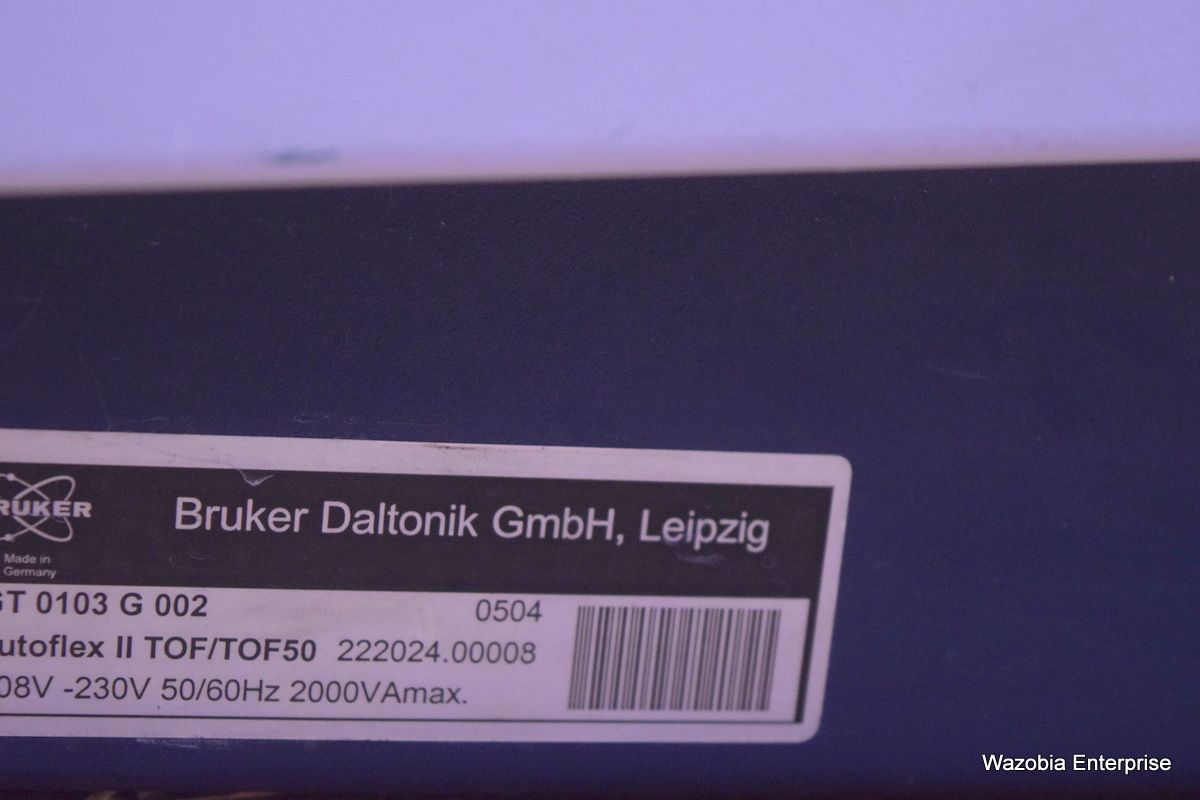 RUKER
Made in
Germany
Bruker Daltonik GmbH, Leipzig
GT 0103 G 002 0504
utoflex II TOF/TOF50 222024.00008
08V -230V 50/60Hz 2000VAmax.
Wazobia Enterprise